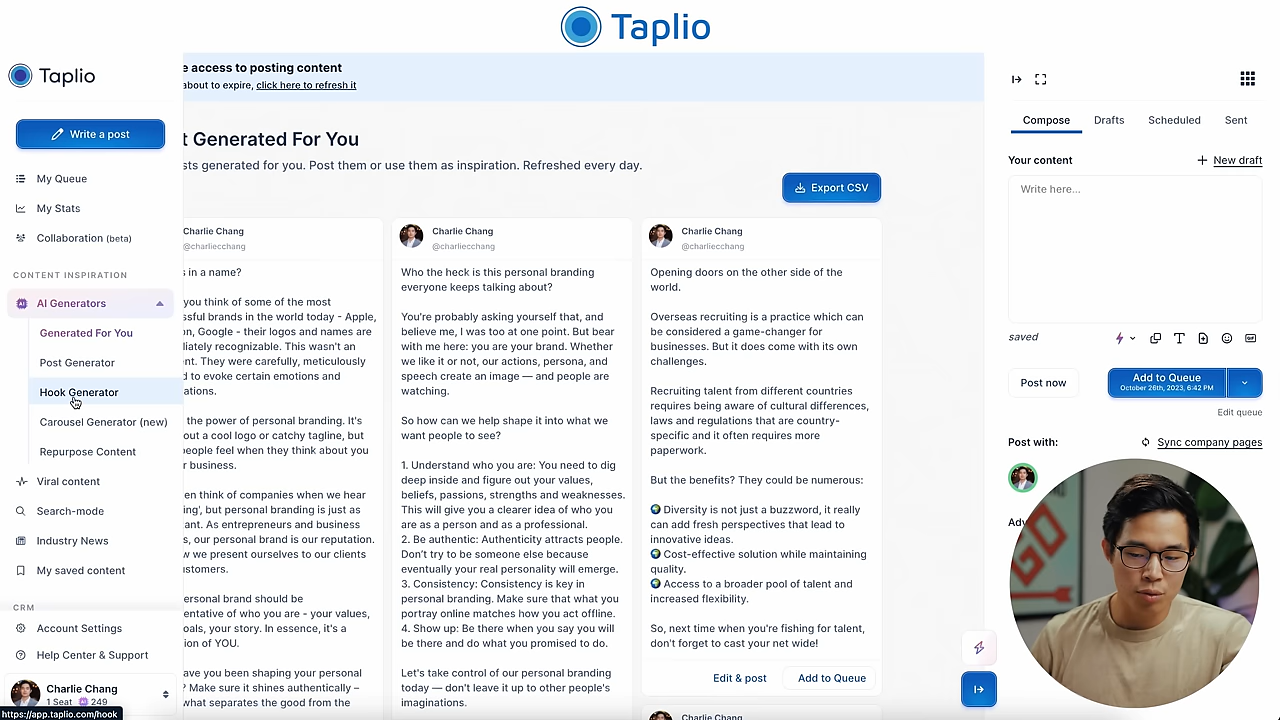 Taplio
Taplio
Write a post
My Queue
My Stats
Collaboration (beta)
CONTENT INSPIRATION
AI Generators
Generated For You
Post Generator
Hook Generator
Carousel Generator (new)
Repurpose Content
Viral content
Search-mode
Industry News
My saved content
CRM
Account Settings
Help Center & Support
Charlie Chang
1 Seat 249
https://app.taplio.com/hook
e access to posting content
about to expire, click here to refresh it
t Generated For You
sts generated for you. Post them or use them as inspiration. Refreshed every day.
Export CSV
Charlie Chang
@charliecchang
s in a name?
you think of some of the most
ssful brands in the world today - Apple,
n, Google - their logos and names are
liately recognizable. This wasn't an
nt. They were carefully, meticulously
d to evoke certain emotions and
ations.
the power of personal branding. It's
out a cool logo or catchy tagline, but
people feel when they think about you
r business.
en think of companies when we hear
ing', but personal branding is just as
ant. As entrepreneurs and business
s, our personal brand is our reputation.
w we present ourselves to our clients
ustomers.
ersonal brand should be
entative of who you are - your values,
oals, your story. In essence, it's a
ion of YOU.
ave you been shaping your personal
? Make sure it shines authentically –
what separates the good from the
Charlie Chang
@charliecchang
Who the heck is this personal branding
everyone keeps talking about?
You're probably asking yourself that, and
believe me, I was too at one point. But bear
with me here: you are your brand. Whether
we like it or not, our actions, persona, and
speech create an image — and people are
watching.
So how can we help shape it into what we
want people to see?
1. Understand who you are: You need to dig
deep inside and figure out your values,
beliefs, passions, strengths and weaknesses.
This will give you a clearer idea of who you
are as a person and as a professional.
2. Be authentic: Authenticity attracts people.
Don't try to be someone else because
eventually your real personality will emerge.
3. Consistency: Consistency is key in
personal branding. Make sure that what you
portray online matches how you act offline.
4. Show up: Be there when you say you will
be there and do what you promised to do.
Let's take control of our personal branding
today — don't leave it up to other people's
imaginations.
Charlie Chang
@charliecchang
Opening doors on the other side of the
world.
Overseas recruiting is a practice which can
be considered a game-changer for
businesses. But it does come with its own
challenges.
Recruiting talent from different countries
requires being aware of cultural differences,
laws and regulations that are country-
specific and it often requires more
paperwork.
But the benefits? They could be numerous:
🌍 Diversity is not just a buzzword, it really
can add fresh perspectives that lead to
innovative ideas.
🌍 Cost-effective solution while maintaining
quality.
🌍 Access to a broader pool of talent and
increased flexibility.
So, next time when you're fishing for talent,
don't forget to cast your net wide!
Edit & post
Add to Queue
Charlie Chang
Compose
Drafts
Scheduled
Sent
Your content
New draft
Write here...
saved
Post now
Add to Queue
October 26th, 2023, 6:42 PM
Edit queue
Post with:
Sync company pages